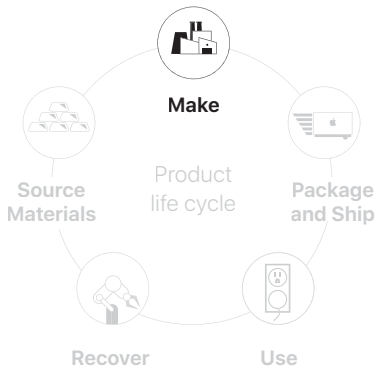 Make
Product
life cycle
Source
Materials
Package
and Ship
Recover
Use